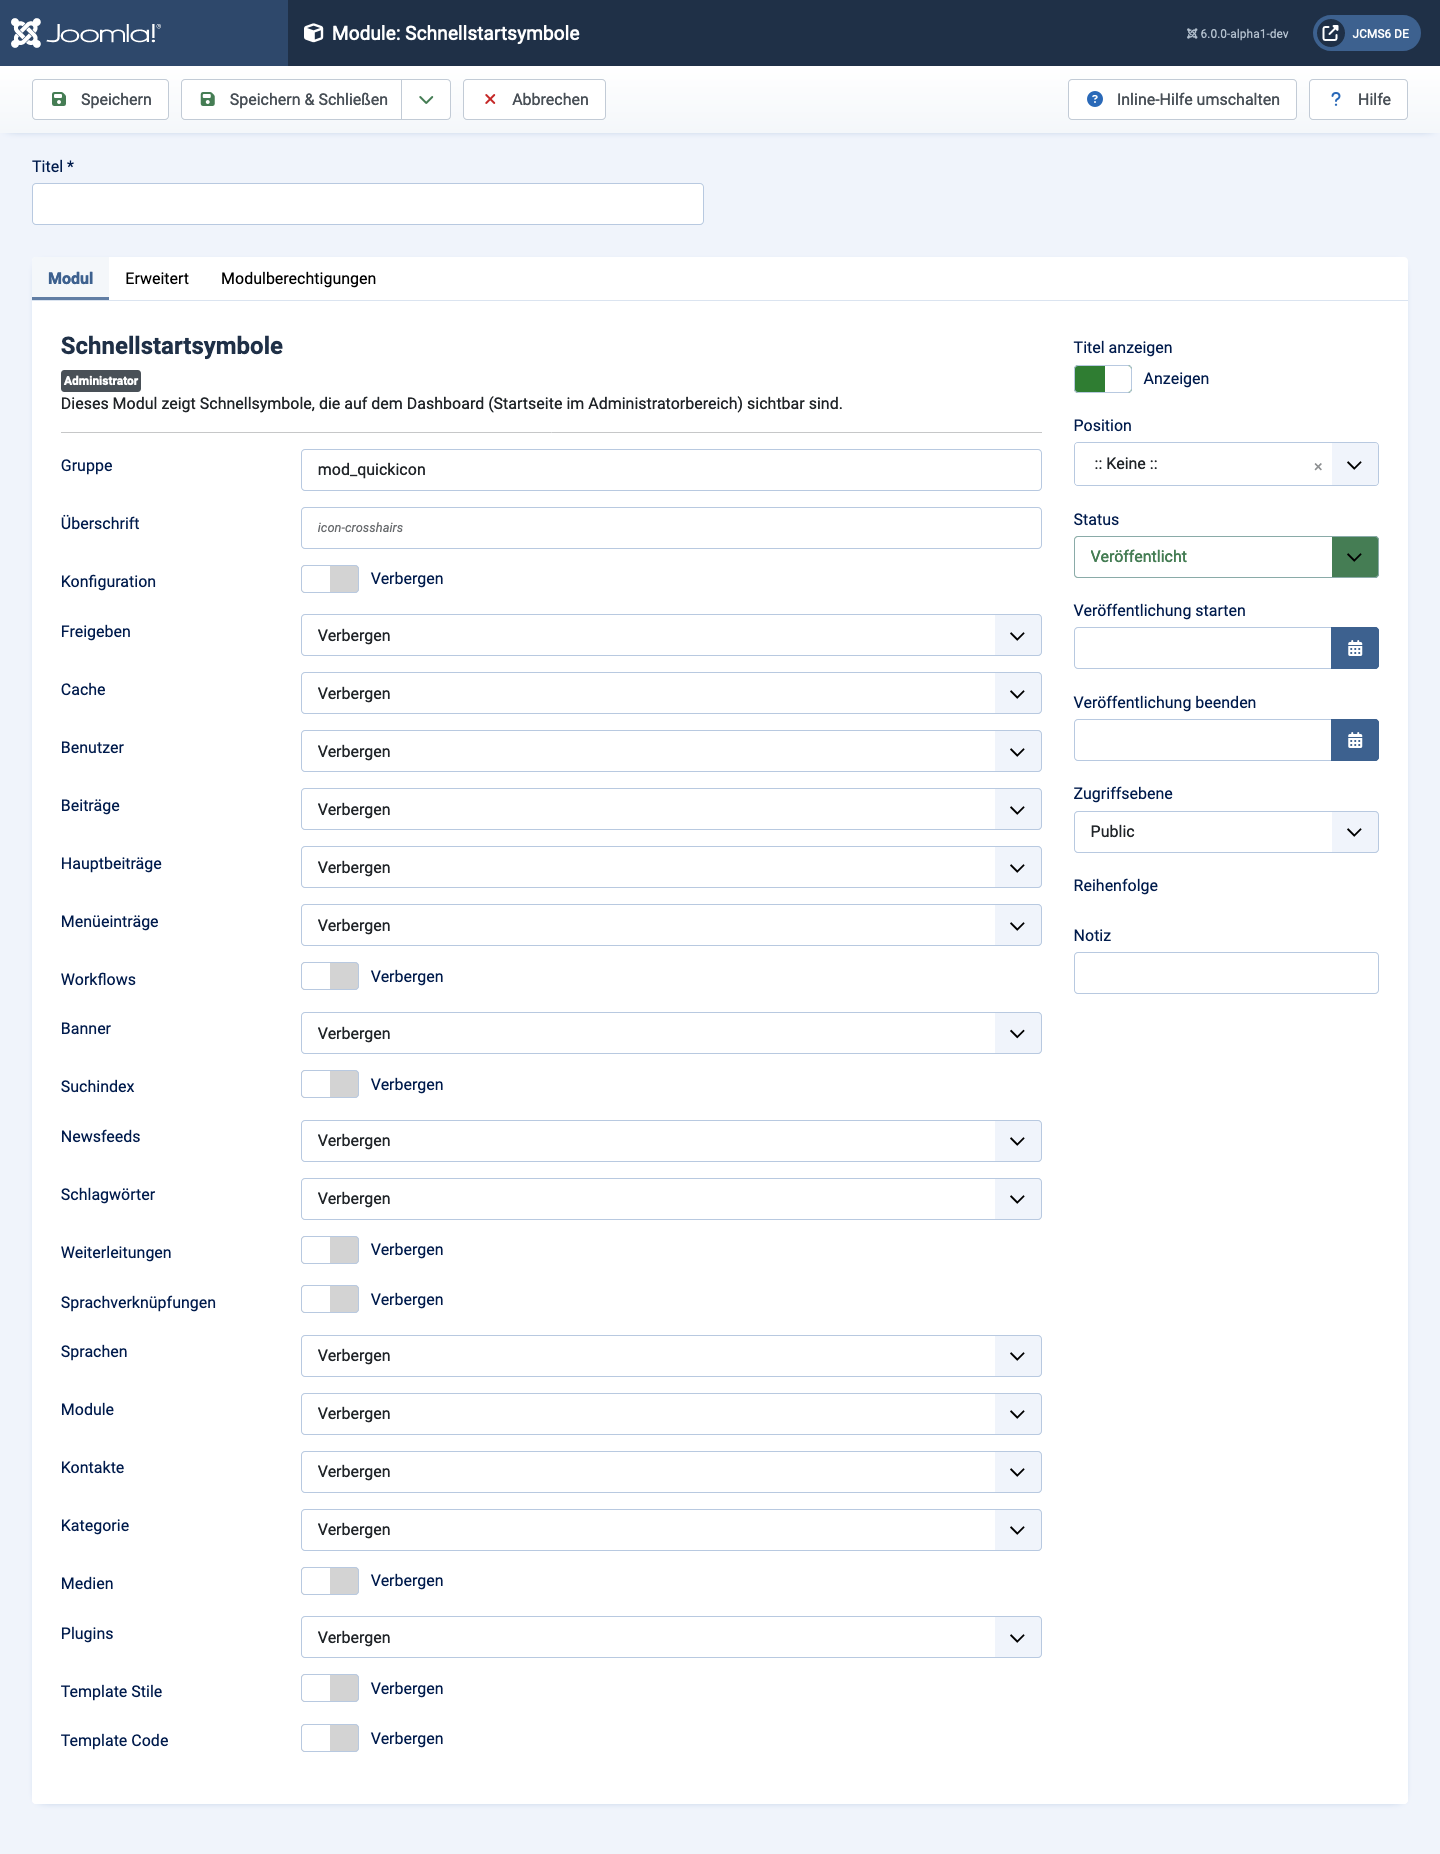 Joomla!®
Module: Schnellstartsymbole
6.0.0-alpha1-dev
JCMS6 DE
Speichern
Speichern & Schließen
Abbrechen
Inline-Hilfe umschalten
? Hilfe
Titel *
Modul
Erweitert
Modulberechtigungen
Schnellstartsymbole
Administrator
Dieses Modul zeigt Schnellsymbole, die auf dem Dashboard (Startseite im Administratorbereich) sichtbar sind.
Gruppe
mod_quickicon
Überschrift
icon-crosshairs
Konfiguration
Verbergen
Freigeben
Verbergen
Cache
Verbergen
Benutzer
Verbergen
Beiträge
Verbergen
Hauptbeiträge
Verbergen
Menüeinträge
Verbergen
Workflows
Verbergen
Banner
Verbergen
Suchindex
Verbergen
Newsfeeds
Verbergen
Schlagwörter
Verbergen
Weiterleitungen
Verbergen
Sprachverknüpfungen
Verbergen
Sprachen
Verbergen
Module
Verbergen
Kontakte
Verbergen
Kategorie
Verbergen
Medien
Verbergen
Plugins
Verbergen
Template Stile
Verbergen
Template Code
Verbergen
Titel anzeigen
Anzeigen
Position
:: Keine ::
×
Status
Veröffentlicht
Veröffentlichung starten
Veröffentlichung beenden
Zugriffsebene
Public
Reihenfolge
Notiz